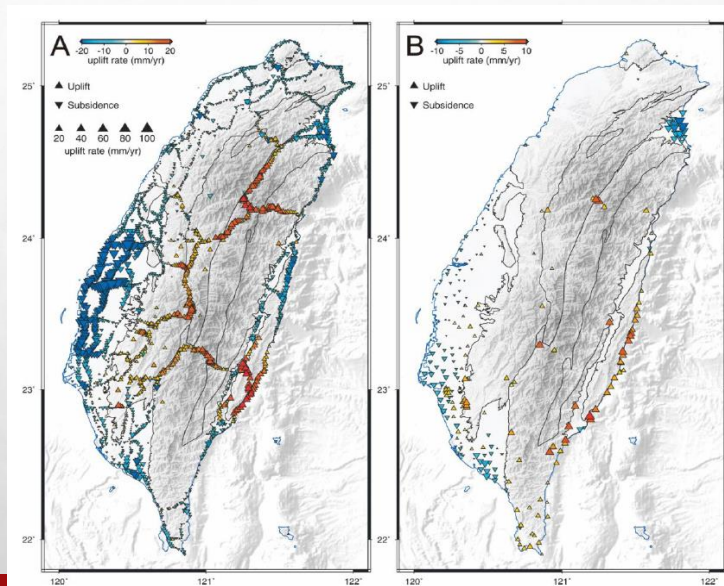 A
-20 -10 0 10 20
uplift rate (mm/yr)
Uplift
Subsidence
20 40 60 80 100
uplift rate (mm/yr)
B
-10 -5 0 5 10
uplift rate (mm/yr)
Uplift
Subsidence
25˚
24˚
23˚
22˚
120˚ 121˚ 122˚
25˚
24˚
23˚
22˚
120˚ 121˚ 122˚